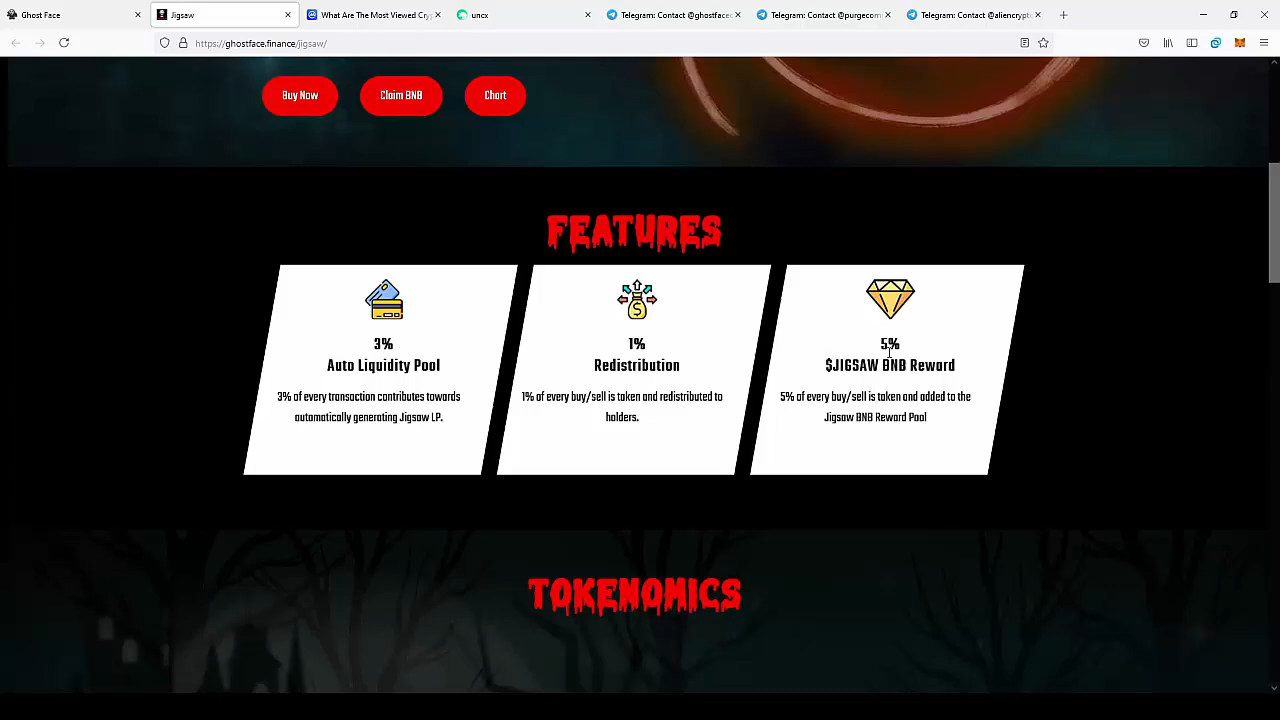 Ghost Face
Jigsaw
What Are The Most Viewed Cryp
uncx
Telegram: Contact @ghostfacec
Telegram: Contact @purgecom
Telegram: Contact @aliencrypt
https://ghostface.finance/jigsaw/
Buy Now
Claim BNB
Chart
FEATURES
3%
Auto Liquidity Pool
3% of every transaction contributes towards
automatically generating Jigsaw LP.
1%
Redistribution
1% of every buy/sell is taken and redistributed to
holders.
5%
$JIGSAW BNB Reward
5% of every buy/sell is taken and added to the
Jigsaw BNB Reward Pool
TOKENOMICS